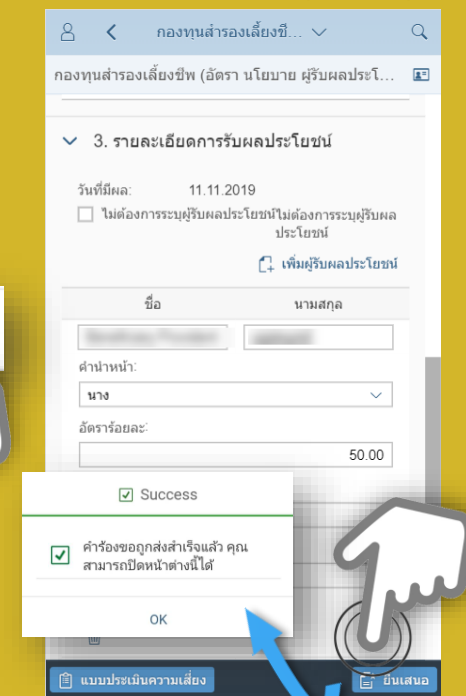 กองทุนสำรองเลี้ยงชี...
กองทุนสำรองเลี้ยงชีพ (อัตรา นโยบาย ผู้รับผลประโ...
3. รายละเอียดการรับผลประโยชน์
วันที่มีผล: 11.11.2019
ไม่ต้องการระบุผู้รับผลประโยชน์ไม่ต้องการระบุผู้รับผล
ประโยชน์
เพิ่มผู้รับผลประโยชน์
ชื่อ นามสกุล
คำนำหน้า:
นาง
อัตราร้อยละ:
50.00
Success
คำร้องขอถูกส่งสำเร็จแล้ว คุณ
สามารถปิดหน้าต่างนี้ได้
OK
แบบประเมินความเสี่ยง ยื่นเสนอ